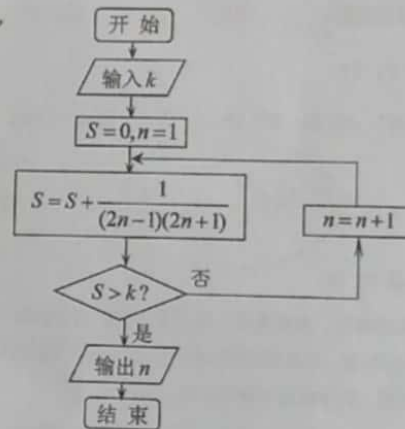 开 始
输入k
S=0,n=1
S=S+\frac{1}{(2n-1)(2n+1)}
n=n+1
S>k?
否
是
输出n
结 束